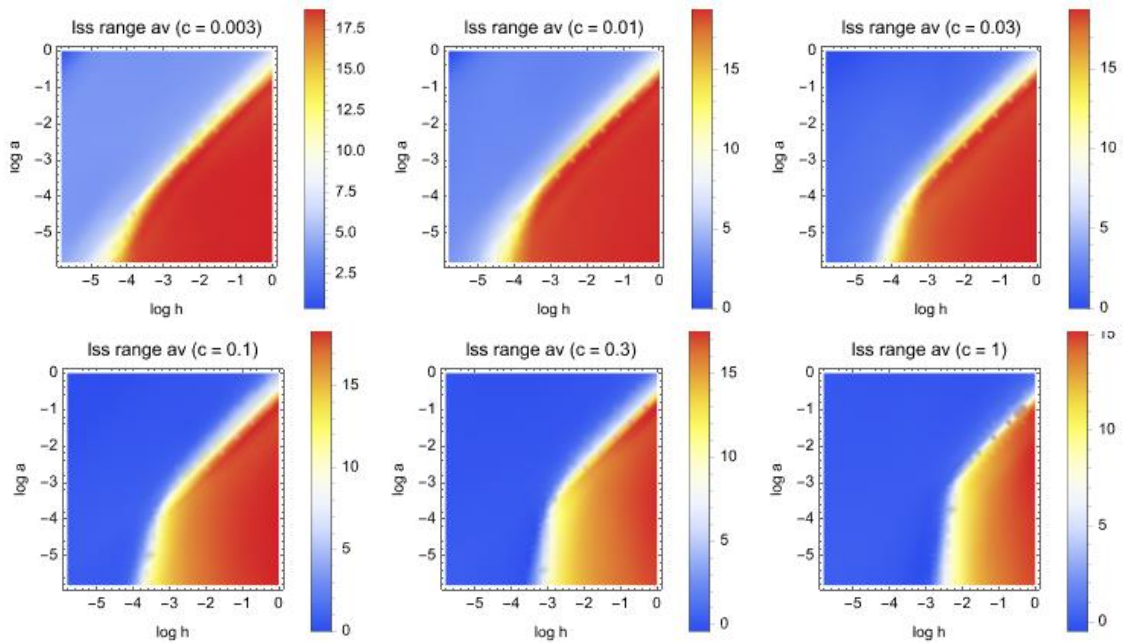 Iss range av (c = 0.003)
0
−1
−2
−3
−4
−5
log a
−5 −4 −3 −2 −1 0
log h
17.5
15.0
12.5
10.0
7.5
5.0
2.5
Iss range av (c = 0.01)
0
−1
−2
−3
−4
−5
log a
−5 −4 −3 −2 −1 0
log h
15
10
5
0
Iss range av (c = 0.03)
0
−1
−2
−3
−4
−5
log a
−5 −4 −3 −2 −1 0
log h
15
10
5
0
Iss range av (c = 0.1)
0
−1
−2
−3
−4
−5
log a
−5 −4 −3 −2 −1 0
log h
15
10
5
0
Iss range av (c = 0.3)
0
−1
−2
−3
−4
−5
log a
−5 −4 −3 −2 −1 0
log h
15
10
5
0
Iss range av (c = 1)
0
−1
−2
−3
−4
−5
log a
−5 −4 −3 −2 −1 0
log h
15
10
5
0